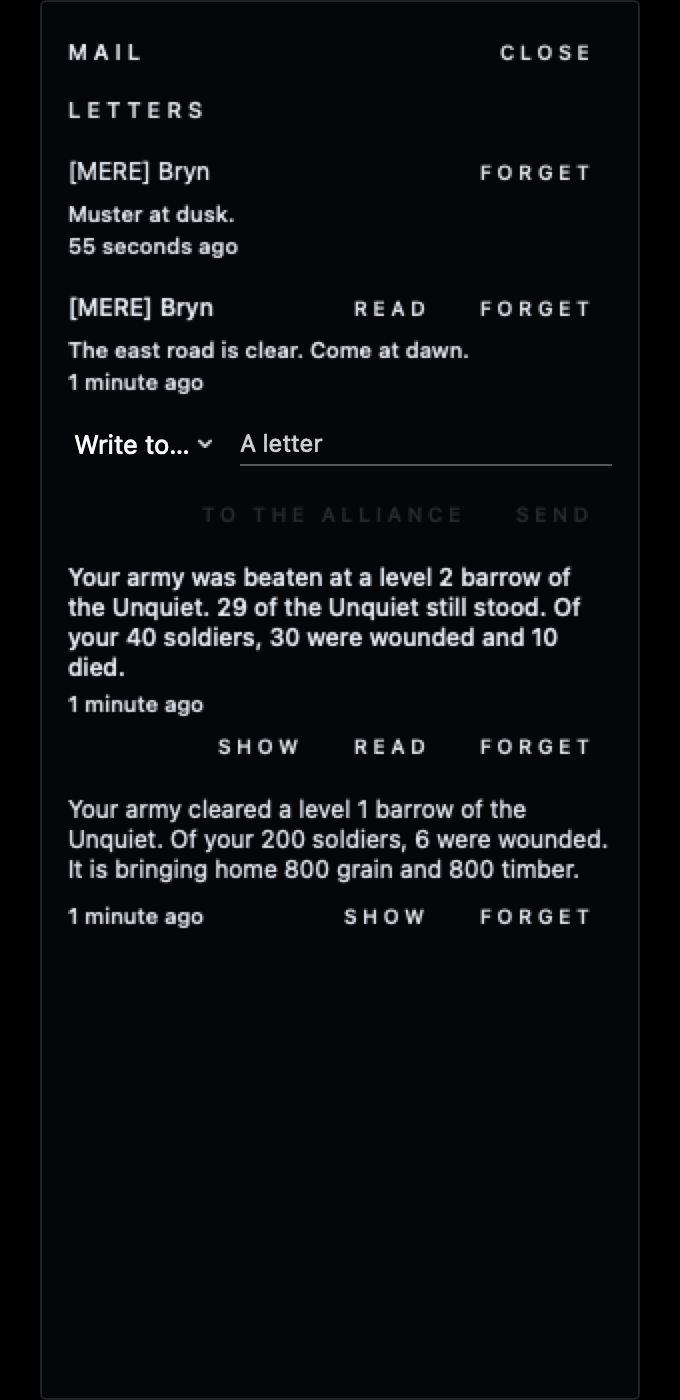 MAIL CLOSE
LETTERS
[MERE] Bryn FORGET
Muster at dusk.
55 seconds ago
[MERE] Bryn READ FORGET
The east road is clear. Come at dawn.
1 minute ago
Write to... A letter
TO THE ALLIANCE SEND
Your army was beaten at a level 2 barrow of
the Unquiet. 29 of the Unquiet still stood. Of
your 40 soldiers, 30 were wounded and 10
died.
1 minute ago
SHOW READ FORGET
Your army cleared a level 1 barrow of the
Unquiet. Of your 200 soldiers, 6 were wounded.
It is bringing home 800 grain and 800 timber.
1 minute ago SHOW FORGET